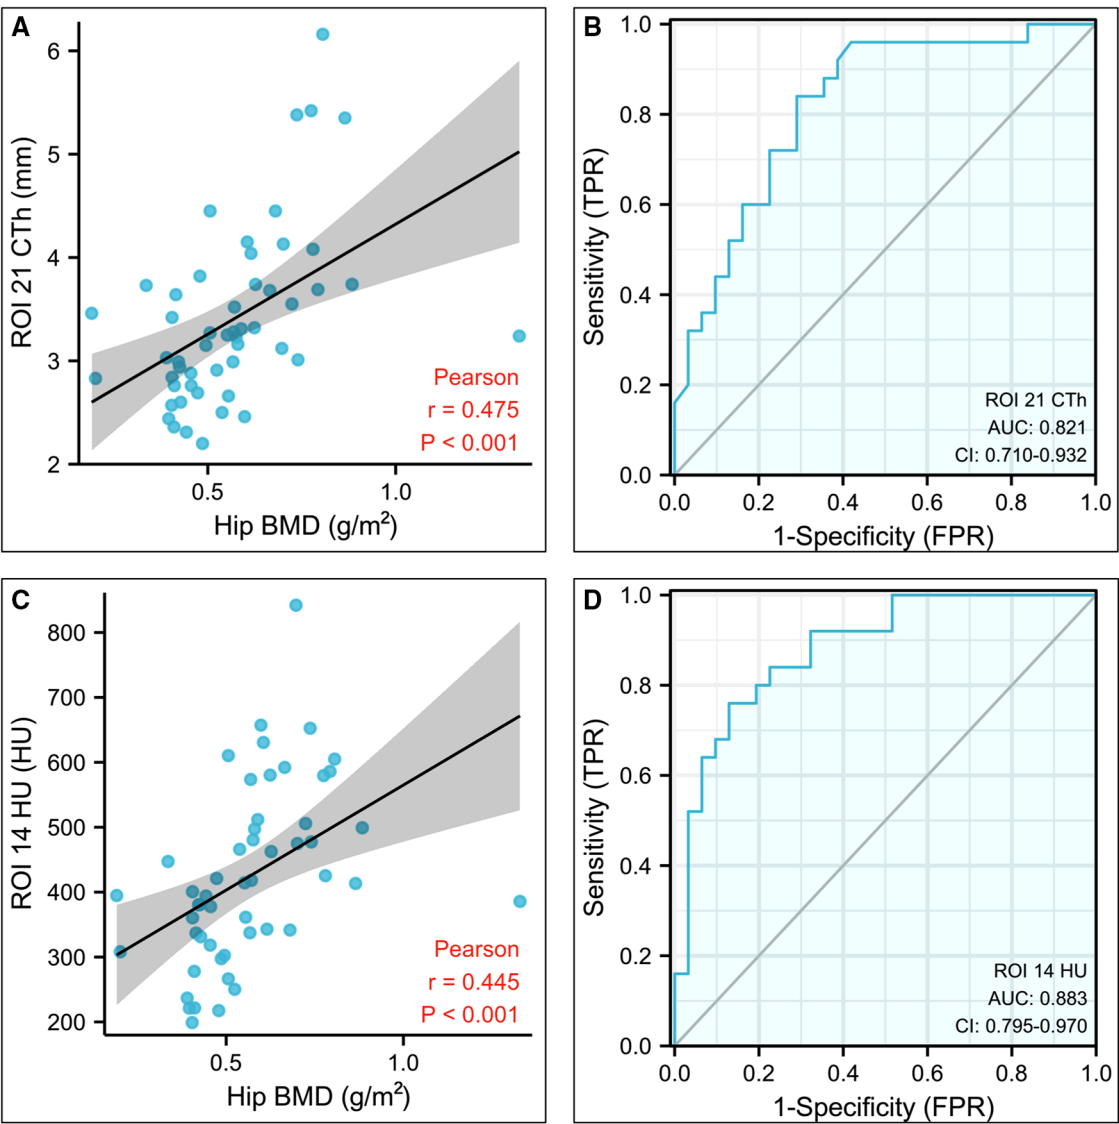 A
ROI 21 CTh (mm)
6
5
4
3
2
0.5
1.0
Hip BMD (g/m²)
Pearson
r = 0.475
P < 0.001
B
Sensitivity (TPR)
1.0
0.8
0.6
0.4
0.2
0.0
0.0
0.2
0.4
0.6
0.8
1.0
1-Specificity (FPR)
ROI 21 CTh
AUC: 0.821
CI: 0.710-0.932
C
ROI 14 HU (HU)
800
700
600
500
400
300
200
0.5
1.0
Hip BMD (g/m²)
Pearson
r = 0.445
P < 0.001
D
Sensitivity (TPR)
1.0
0.8
0.6
0.4
0.2
0.0
0.0
0.2
0.4
0.6
0.8
1.0
1-Specificity (FPR)
ROI 14 HU
AUC: 0.883
CI: 0.795-0.970